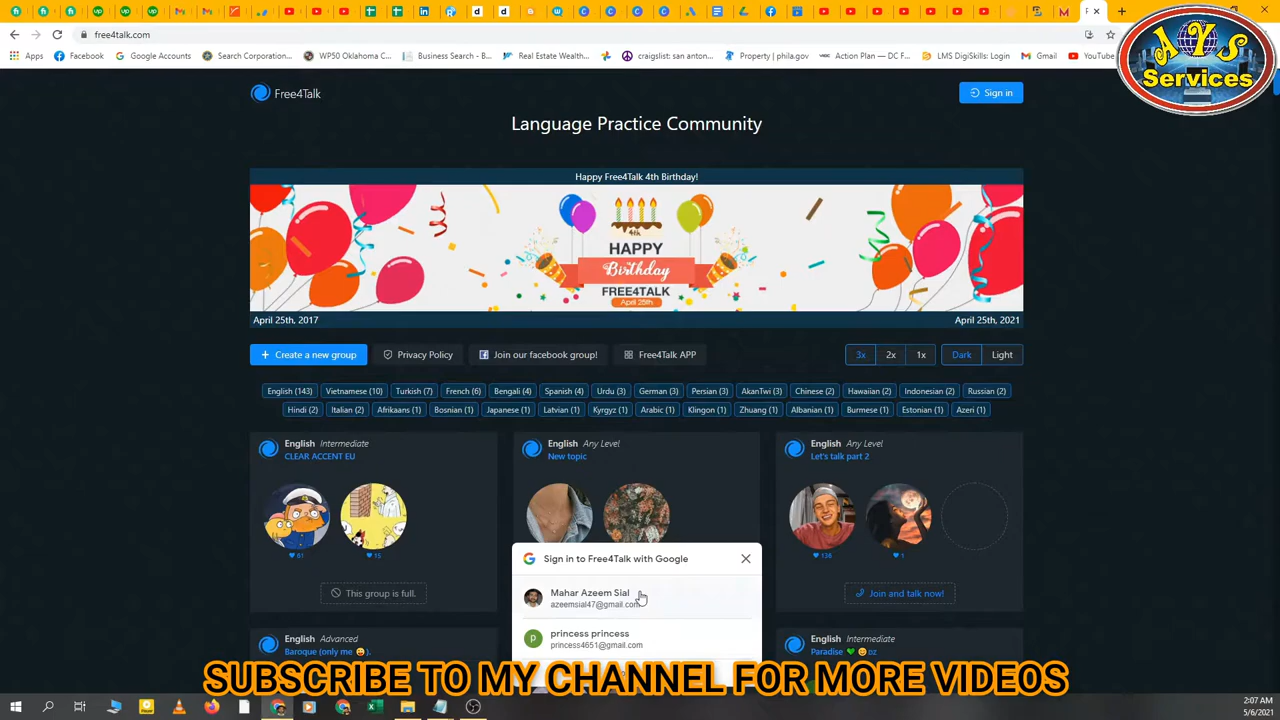 free4talk.com
Apps
Facebook
Google Accounts
Search Corporation...
WP50 Oklahoma C...
Business Search - B...
Real Estate Wealth...
craigslist: san anton...
Property | phila.gov
Action Plan — DC F...
LMS DigiSkills: Login
Gmail
YouTube
AYS
Services
Free4Talk
Sign in
Language Practice Community
Happy Free4Talk 4th Birthday!
4th
HAPPY
Birthday
FREE4TALK
April 25th
April 25th, 2017
April 25th, 2021
+ Create a new group
Privacy Policy
Join our facebook group!
Free4Talk APP
3x 2x 1x
Dark Light
English (143) Vietnamese (10) Turkish (7) French (6) Bengali (4) Spanish (4) Urdu (3) German (3) Persian (3) AkanTwi (3) Chinese (2) Hawaiian (2) Indonesian (2) Russian (2)
Hindi (2) Italian (2) Afrikaans (1) Bosnian (1) Japanese (1) Latvian (1) Kyrgyz (1) Arabic (1) Klingon (1) Zhuang (1) Albanian (1) Burmese (1) Estonian (1) Azeri (1)
English Intermediate
CLEAR ACCENT EU
61 15
This group is full.
English Any Level
New topic
English Any Level
Let's talk part 2
138 1
Join and talk now!
Sign in to Free4Talk with Google
Mahar Azeem Sial
azeemsial47@gmail.com
princess princess
princess4651@gmail.com
English Advanced
Baroque (only me 😀).
English Intermediate
Paradise 💚 😊oz
SUBSCRIBE TO MY CHANNEL FOR MORE VIDEOS
2:07 AM
5/6/2021